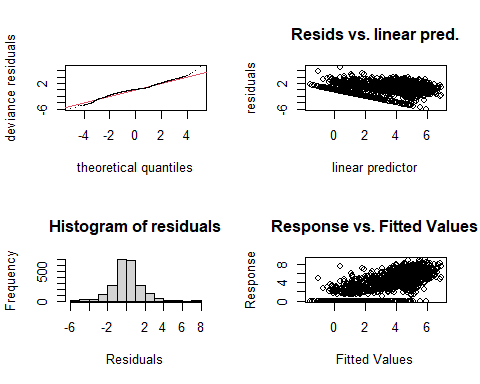 deviance residuals
2
-6
-4 -2 0 2 4
theoretical quantiles
Resids vs. linear pred.
residuals
2
-6
0 2 4 6
linear predictor
Histogram of residuals
Frequency
500
0
-6 -2 2 4 6 8
Residuals
Response vs. Fitted Values
Response
8
4
0
0 2 4 6
Fitted Values